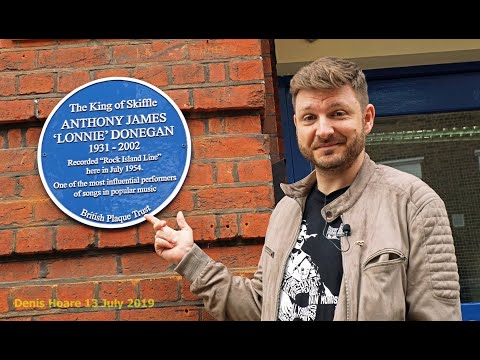 The King of Skiffle
ANTHONY JAMES
'LONNIE' DONEGAN
1931 - 2002
Recorded "Rock Island Line"
here in July 1954
One of the most influential performers
of songs in popular music
British Plaque Trust
Denis Hoare 13 July 2019